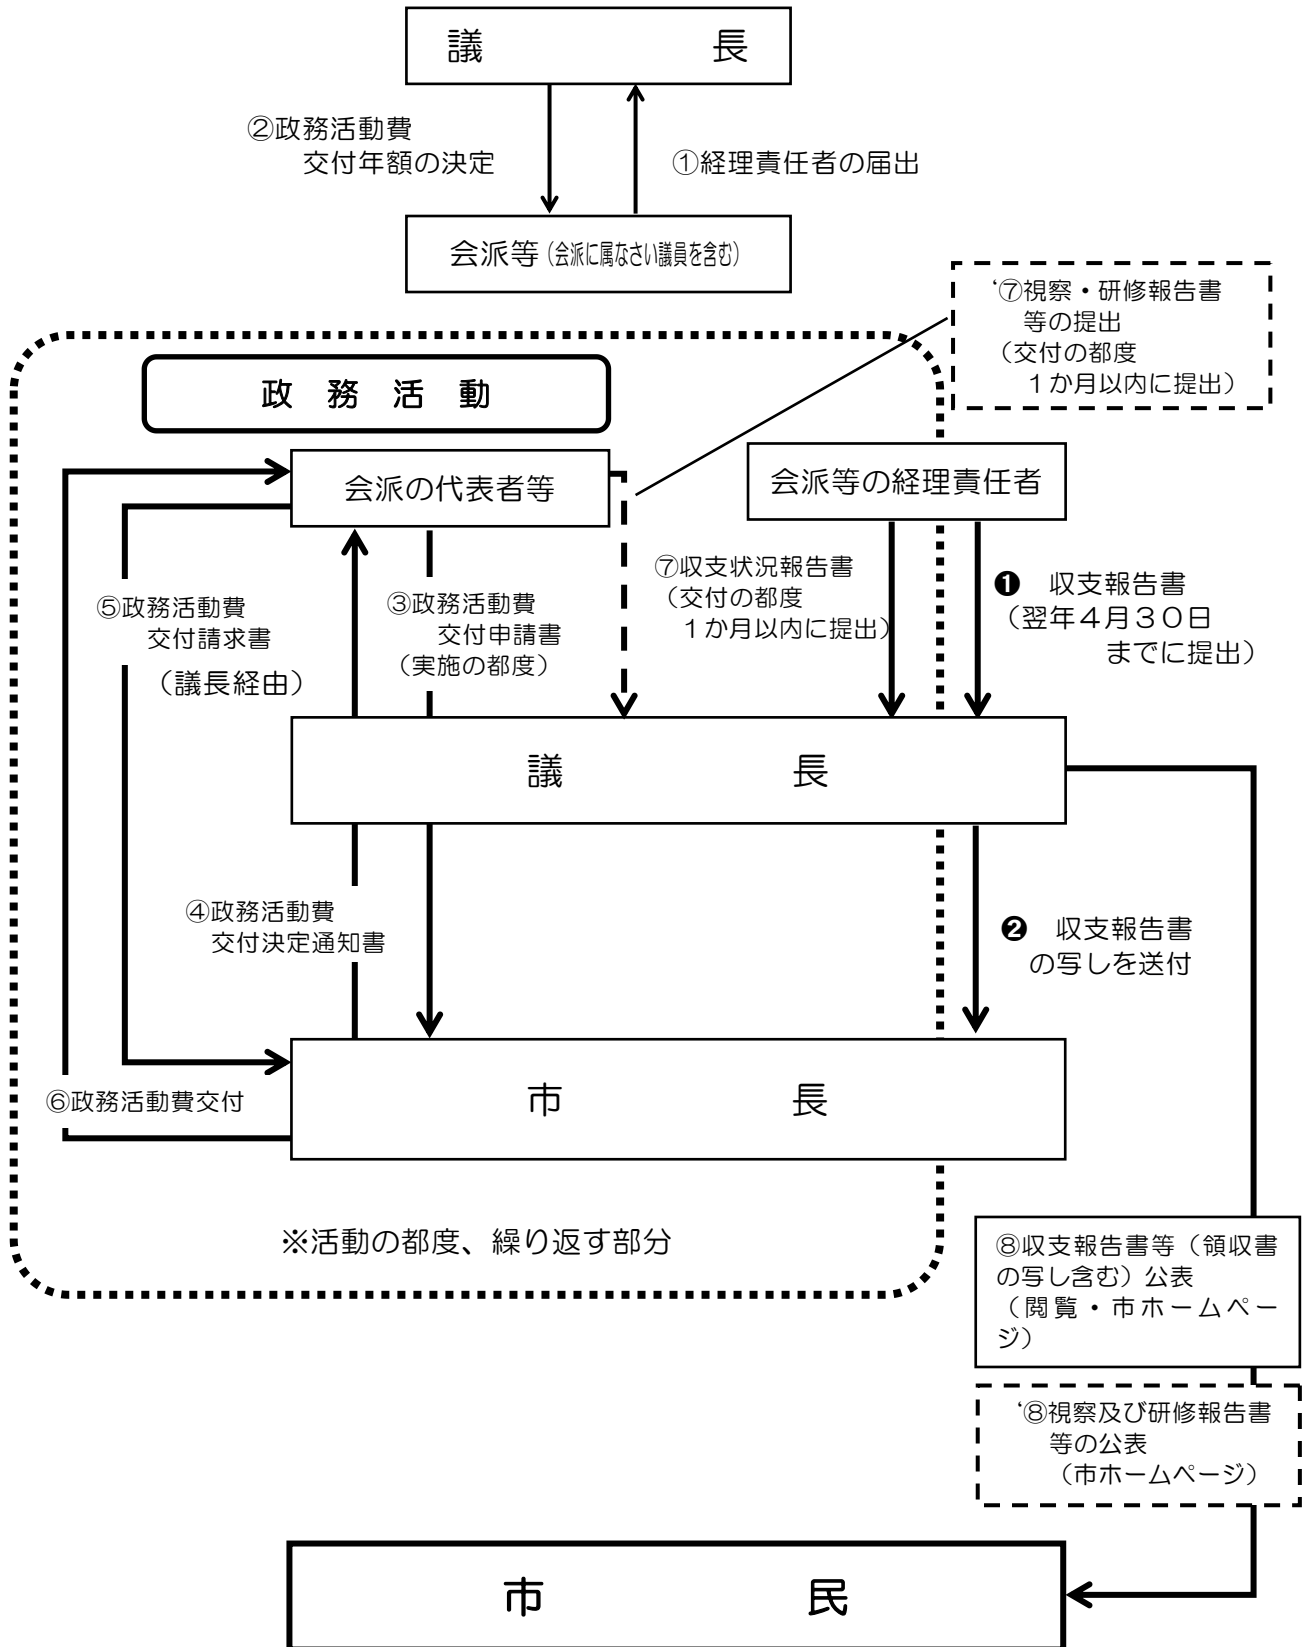 議　長
②政務活動費
交付年額の決定
①経理責任者の届出
会派等（会派に属なさい議員を含む）
‘⑦視察・研修報告書
等の提出
（交付の都度
１か月以内に提出）
政　務　活　動
会派の代表者等
会派等の経理責任者
⑤政務活動費
交付請求書
（議長経由）
③政務活動費
交付申請書
（実施の都度）
⑦収支状況報告書
（交付の都度
１か月以内に提出）
❶　収支報告書
（翌年４月３０日
までに提出）
議　長
④政務活動費
交付決定通知書
❷　収支報告書
の写しを送付
市　長
⑥政務活動費交付
※活動の都度、繰り返す部分
⑧収支報告書等（領収書
の写し含む）公表
（閲覧・市ホームペー
ジ）
‘⑧視察及び研修報告書
等の公表
（市ホームページ）
市　民